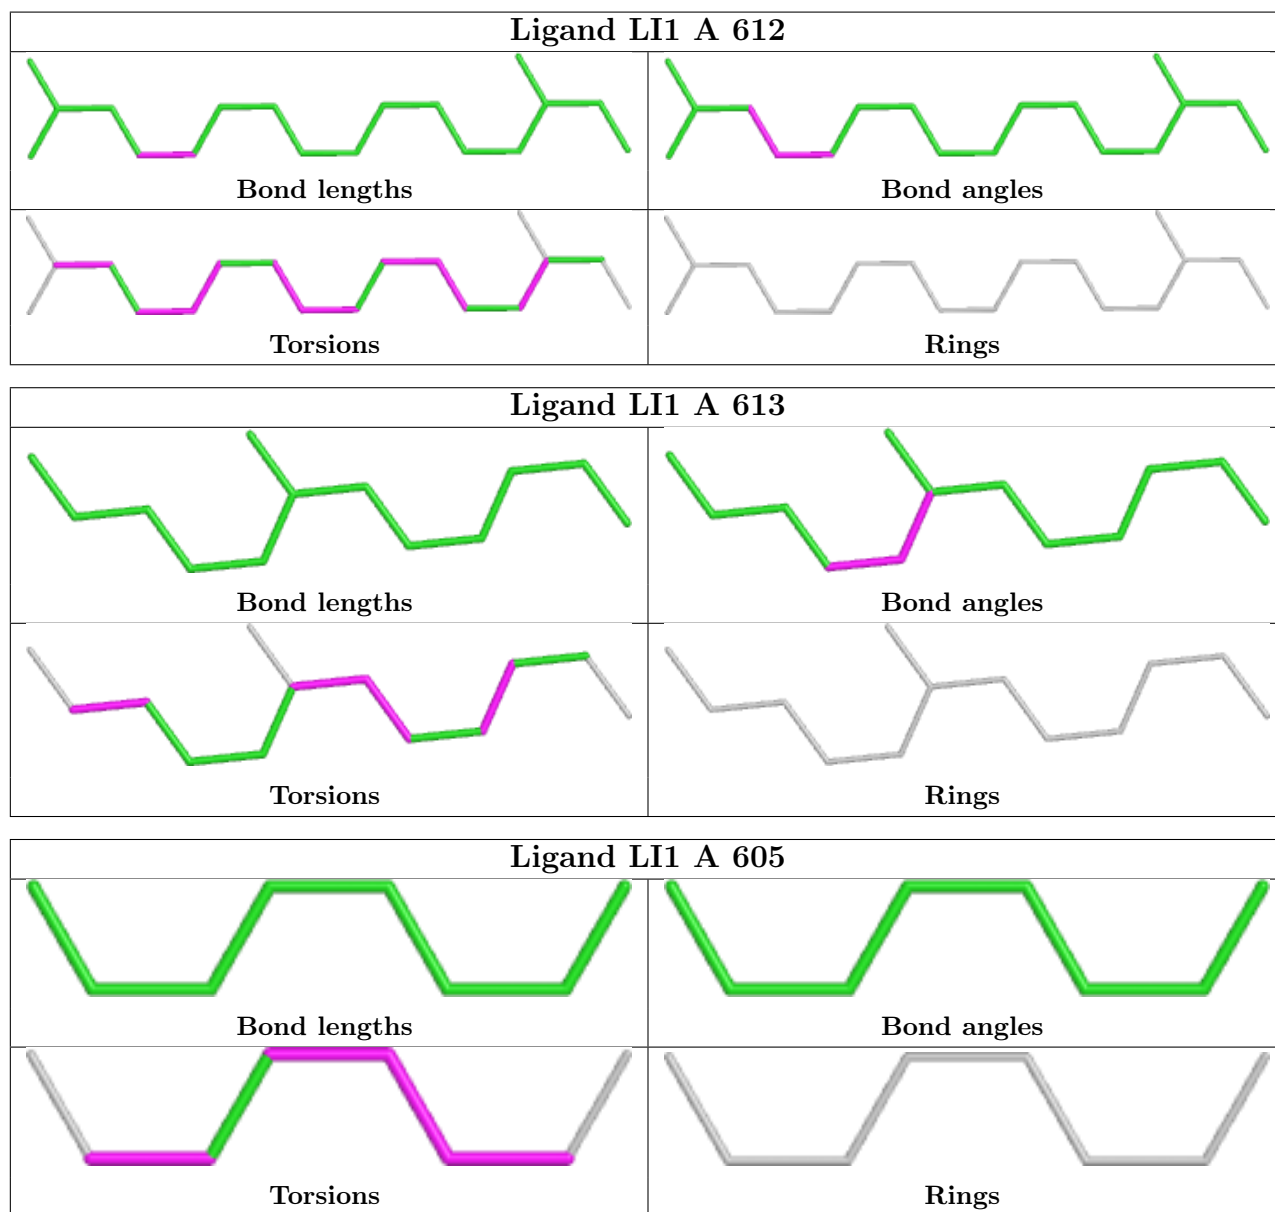 Ligand LI1 A 612
Bond lengths
Bond angles
Torsions
Rings
Ligand LI1 A 613
Bond lengths
Bond angles
Torsions
Rings
Ligand LI1 A 605
Bond lengths
Bond angles
Torsions
Rings